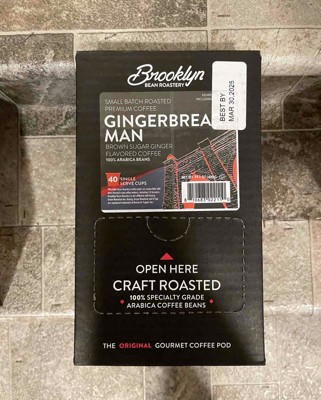 Brooklyn
BEAN ROASTERY
SMALL BATCH ROASTED
PREMIUM COFFEE
GINGERBREA
MAN
BROWN SUGAR GINGER
FLAVORED COFFEE
100% ARABICA BEANS
BEST BY:
MAR 30,2025
40 SINGLE
SERVE CUPS
OPEN HERE
CRAFT ROASTED
100% SPECIALTY GRADE
ARABICA COFFEE BEANS
THE ORIGINAL GOURMET COFFEE POD